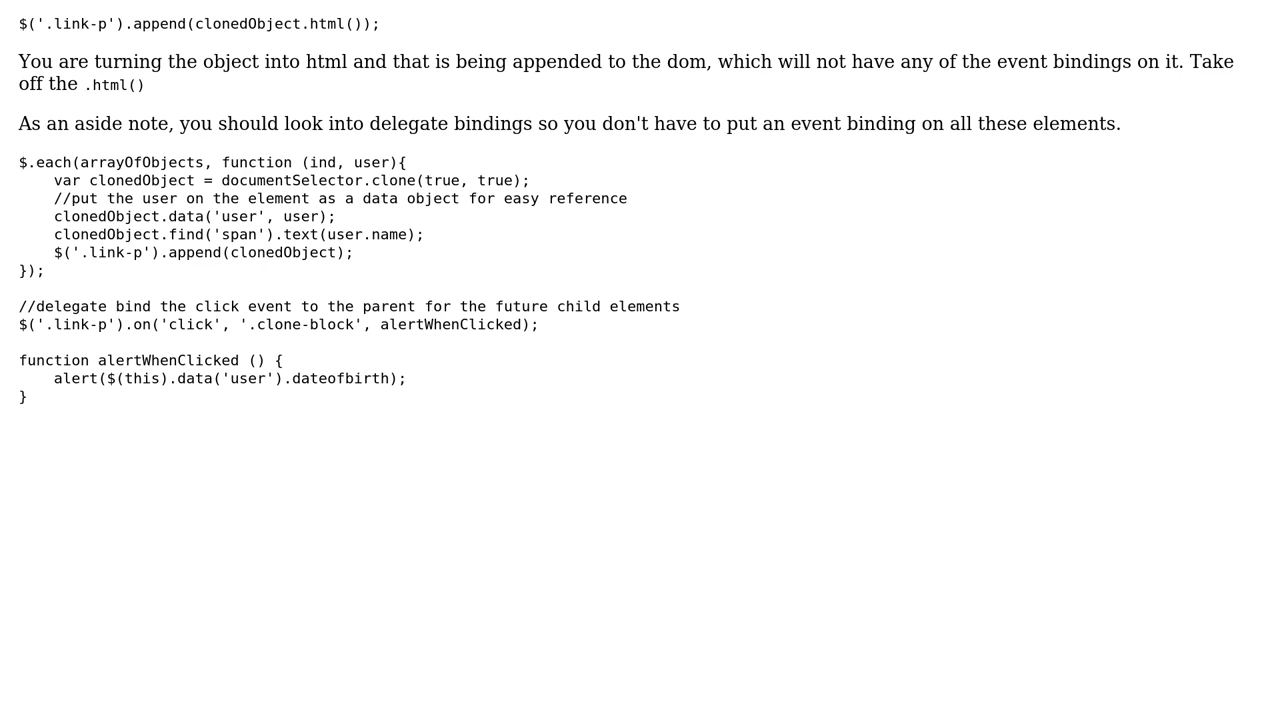 $('.link-p').append(clonedObject.html());
You are turning the object into html and that is being appended to the dom, which will not have any of the event bindings on it. Take
off the .html()
As an aside note, you should look into delegate bindings so you don't have to put an event binding on all these elements.
$.each(arrayOfObjects, function (ind, user){
    var clonedObject = documentSelector.clone(true, true);
    //put the user on the element as a data object for easy reference
    clonedObject.data('user', user);
    clonedObject.find('span').text(user.name);
    $('.link-p').append(clonedObject);
});
//delegate bind the click event to the parent for the future child elements
$('.link-p').on('click', '.clone-block', alertWhenClicked);
function alertWhenClicked () {
    alert($(this).data('user').dateofbirth);
}